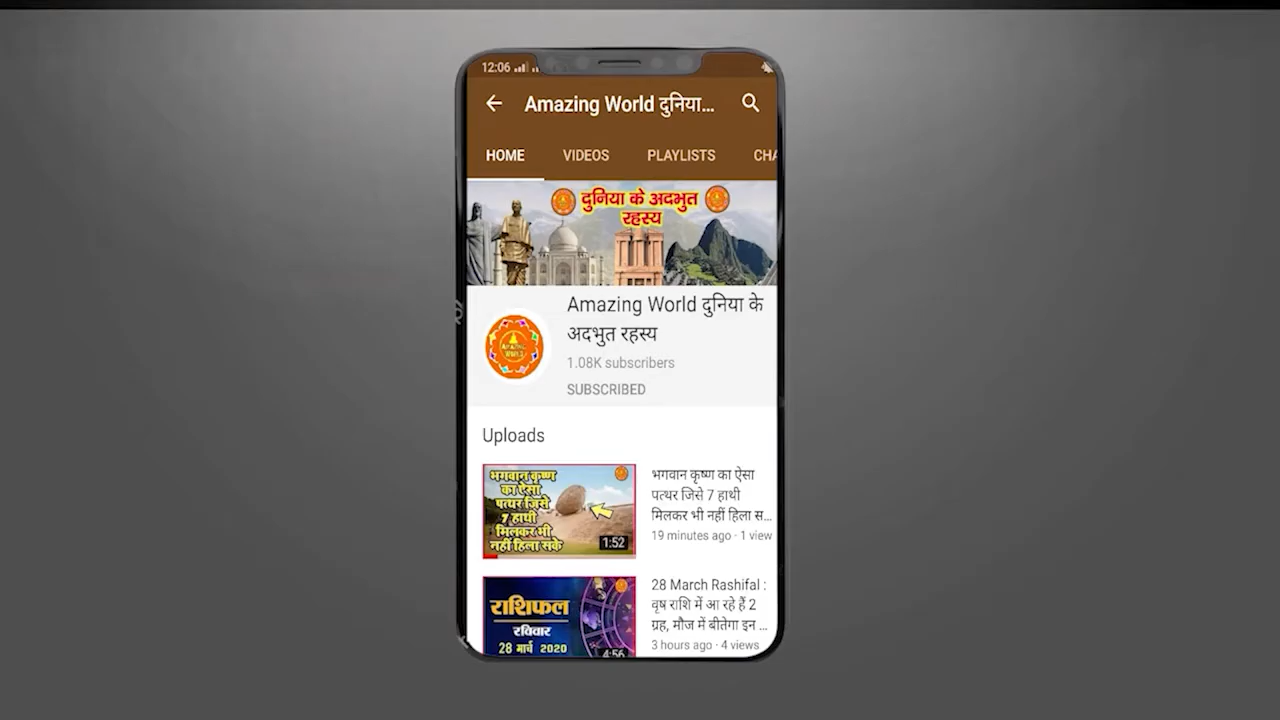 12:06
Amazing World दुनिया...
HOME VIDEOS PLAYLISTS CHA
दुनिया के अदभुत
रहस्य
Amazing World दुनिया के
अदभुत रहस्य
1.08K subscribers
SUBSCRIBED
Uploads
भगवान कृष्ण
का ऐसा
पत्थर जिसे
7 हाथी
मिलकर भी
नहीं हिला सके
1:52
भगवान कृष्ण का ऐसा
पत्थर जिसे 7 हाथी
मिलकर भी नहीं हिला स...
19 minutes ago · 1 view
राशिफल
रविवार
28 मार्च 2020
4:56
28 March Rashifal :
वृष राशि में आ रहे हैं 2
ग्रह, मौज में बीतेगा इन ...
3 hours ago · 4 views